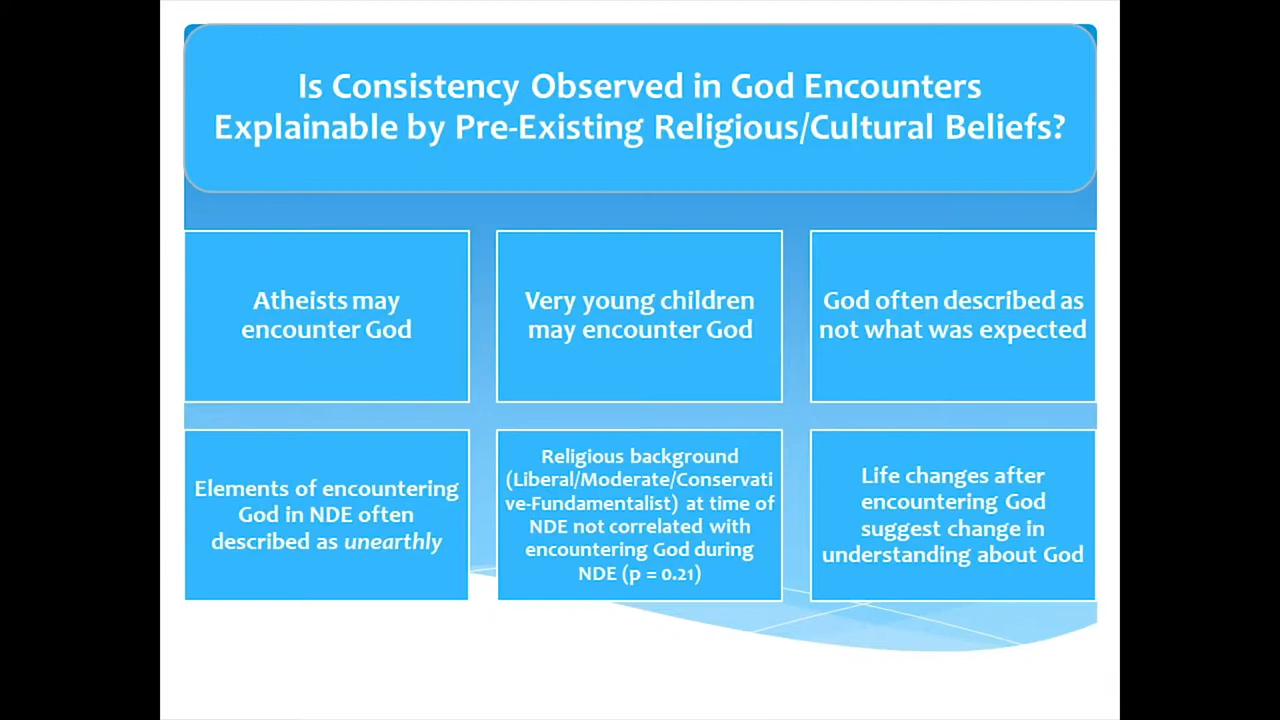 Is Consistency Observed in God Encounters
Explainable by Pre-Existing Religious/Cultural Beliefs?
Atheists may
encounter God
Very young children
may encounter God
God often described as
not what was expected
Elements of encountering
God in NDE often
described as unearthly
Religious background
(Liberal/Moderate/Conservati
ve-Fundamentalist) at time of
NDE not correlated with
encountering God during
NDE (p = 0.21)
Life changes after
encountering God
suggest change in
understanding about God